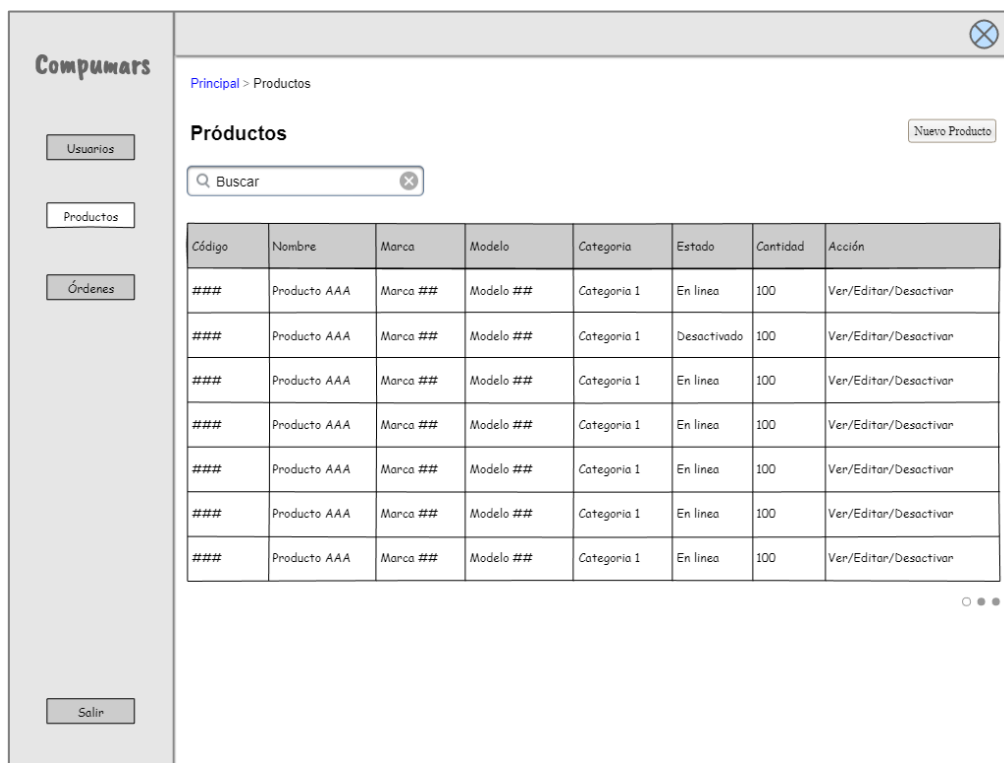 Compumars
Usuarios
Productos
Órdenes
Salir
Principal > Productos
Próductos
Nuevo Producto
Buscar
Código Nombre Marca Modelo Categoria Estado Cantidad Acción
### Producto AAA Marca ## Modelo ## Categoria 1 En linea 100 Ver/Editar/Desactivar
### Producto AAA Marca ## Modelo ## Categoria 1 Desactivado 100 Ver/Editar/Desactivar
### Producto AAA Marca ## Modelo ## Categoria 1 En linea 100 Ver/Editar/Desactivar
### Producto AAA Marca ## Modelo ## Categoria 1 En linea 100 Ver/Editar/Desactivar
### Producto AAA Marca ## Modelo ## Categoria 1 En linea 100 Ver/Editar/Desactivar
### Producto AAA Marca ## Modelo ## Categoria 1 En linea 100 Ver/Editar/Desactivar
### Producto AAA Marca ## Modelo ## Categoria 1 En linea 100 Ver/Editar/Desactivar